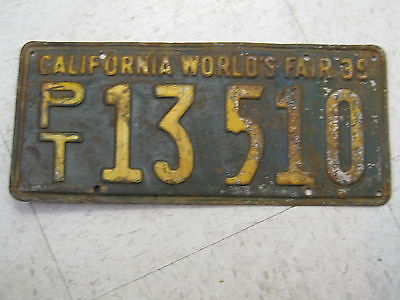 CALIFORNIA WORLD'S FAIR 39
PT 13 510